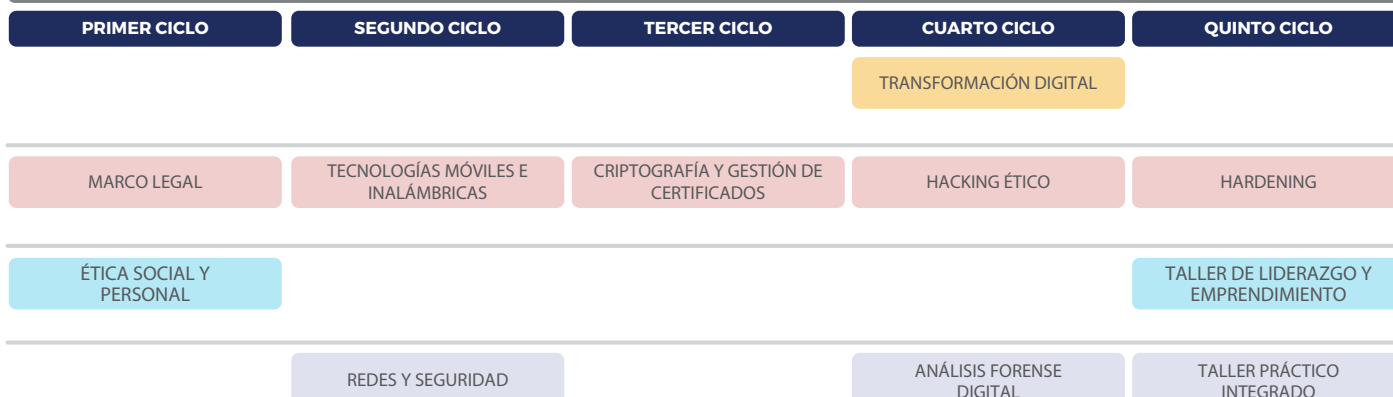 PRIMER CICLO
SEGUNDO CICLO
TERCER CICLO
CUARTO CICLO
QUINTO CICLO
TRANSFORMACIÓN DIGITAL
MARCO LEGAL
TECNOLOGÍAS MÓVILES E
INALÁMBRICAS
CRIPTOGRAFÍA Y GESTIÓN DE
CERTIFICADOS
HACKING ÉTICO
HARDENING
ÉTICA SOCIAL Y
PERSONAL
TALLER DE LIDERAZGO Y
EMPRENDIMIENTO
REDES Y SEGURIDAD
ANÁLISIS FORENSE
DIGITAL
TALLER PRÁCTICO
INTEGRADO